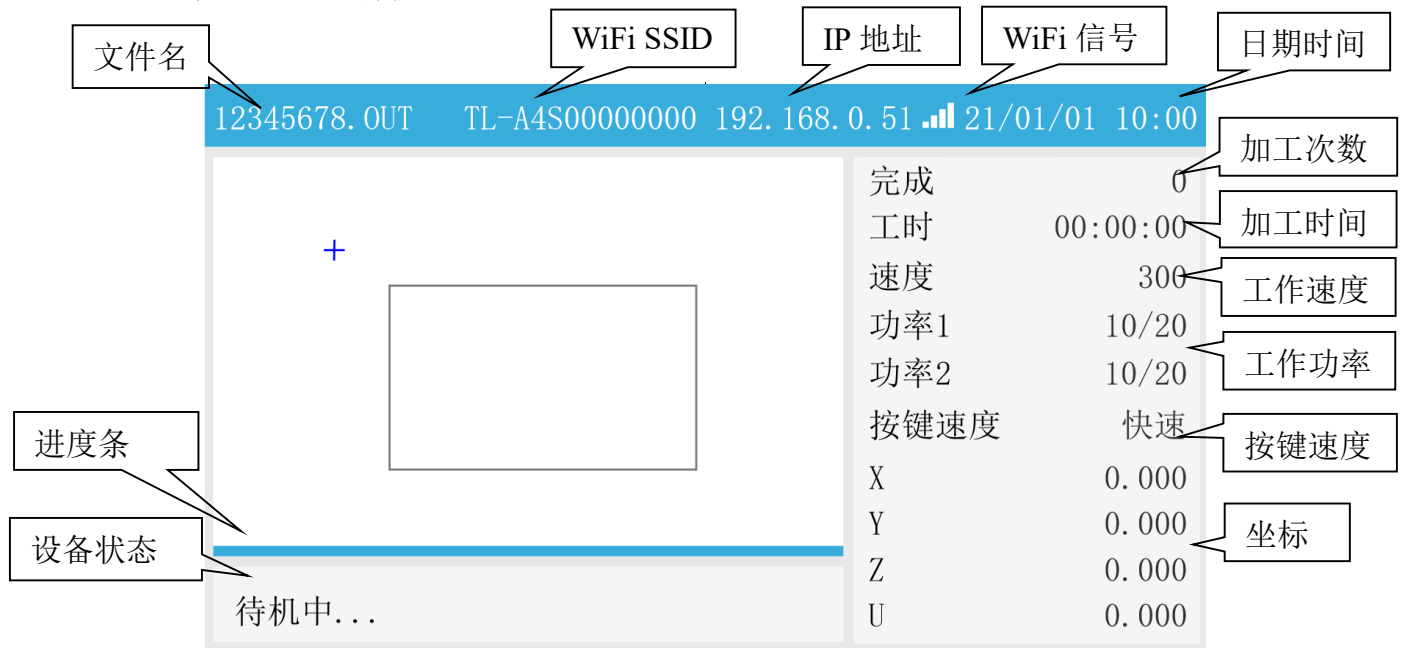 文件名
WiFi SSID
IP 地址
WiFi 信号
日期时间
12345678.OUT TL-A4S00000000 192.168.0.51 21/01/01 10:00
完成 0
加工次数
工时 00:00:00
加工时间
速度 300
工作速度
功率1 10/20
功率2 10/20
工作功率
按键速度 快速
按键速度
X 0.000
Y 0.000
Z 0.000
U 0.000
坐标
进度条
设备状态
待机中...